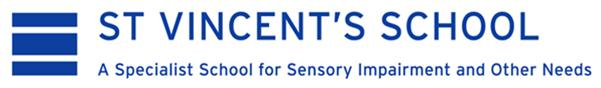 ST VINCENT'S SCHOOL
A Specialist School for Sensory Impairment and Other Needs